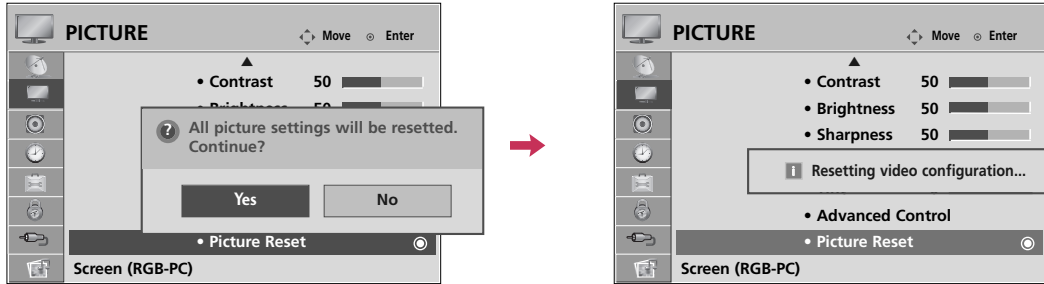 PICTURE
Move Enter
• Contrast 50
• Brightness 50
All picture settings will be resetted.
Continue?
Yes No
• Picture Reset
Screen (RGB-PC)
PICTURE
Move Enter
• Contrast 50
• Brightness 50
• Sharpness 50
i Resetting video configuration...
• Advanced Control
• Picture Reset
Screen (RGB-PC)